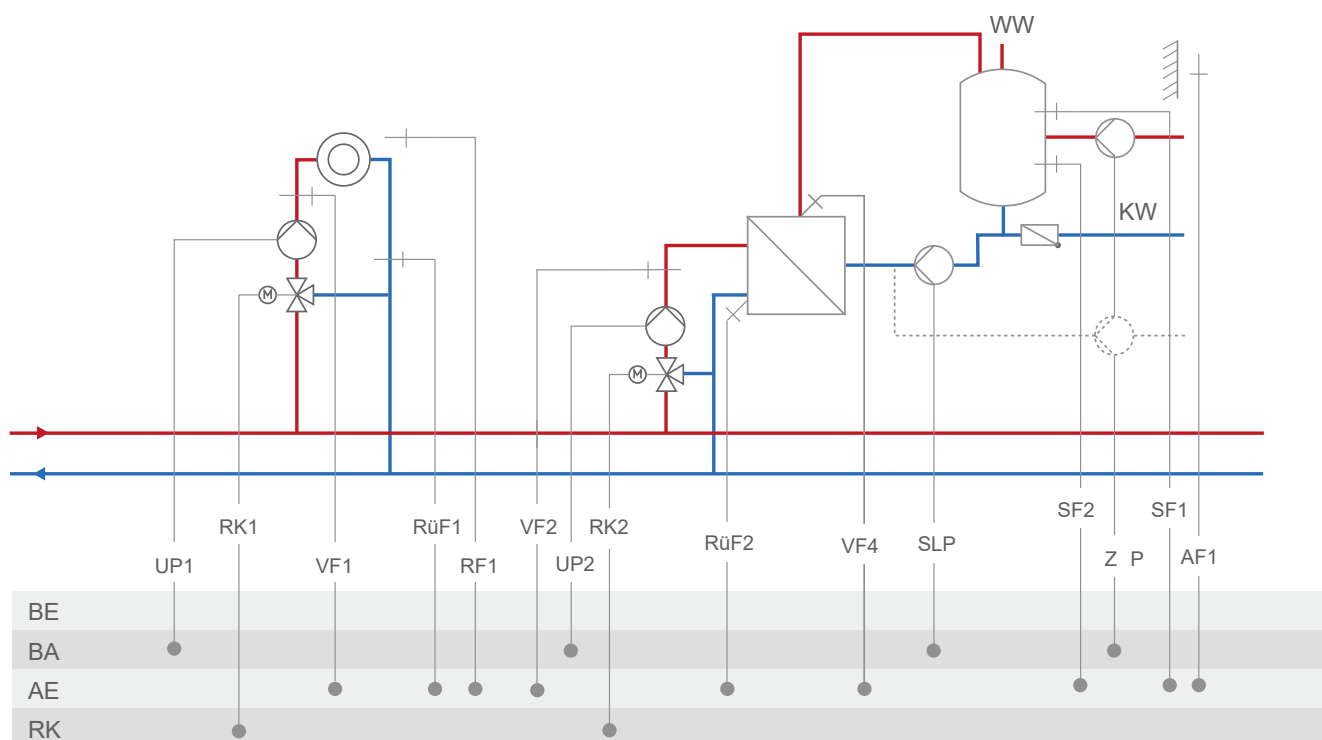 WW
KW
M
M
RK1
RüF1
VF2
RK2
SF2
SF1
UP1
VF1
RF1
UP2
RüF2
VF4
SLP
Z P
AF1
BE
BA
AE
RK